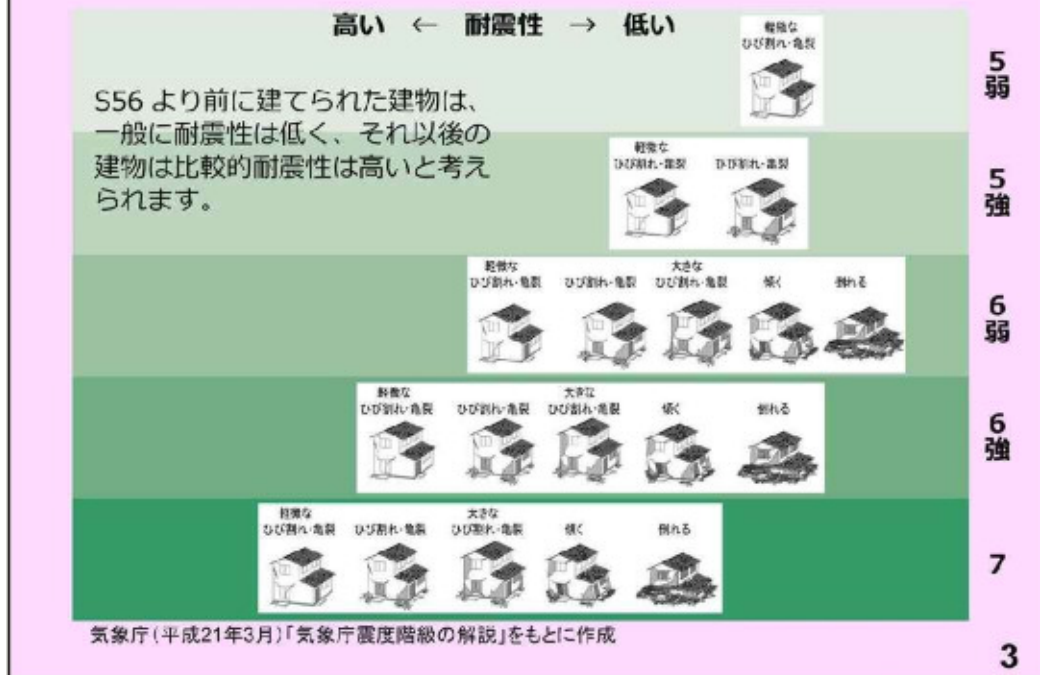 高い ← 耐震性 → 低い
S56 より前に建てられた建物は、
一般に耐震性は低く、それ以後の
建物は比較的耐震性は高いと考え
られます。
軽微な
ひび割れ・亀裂
5弱
軽微な
ひび割れ・亀裂 ひび割れ・亀裂
5強
軽微な 大きな
ひび割れ・亀裂 ひび割れ・亀裂 ひび割れ・亀裂 傾く 倒れる
6弱
軽微な 大きな
ひび割れ・亀裂 ひび割れ・亀裂 ひび割れ・亀裂 傾く 倒れる
6強
軽微な 大きな
ひび割れ・亀裂 ひび割れ・亀裂 ひび割れ・亀裂 傾く 倒れる
7
気象庁(平成21年3月)「気象庁震度階級の解説」をもとに作成
3